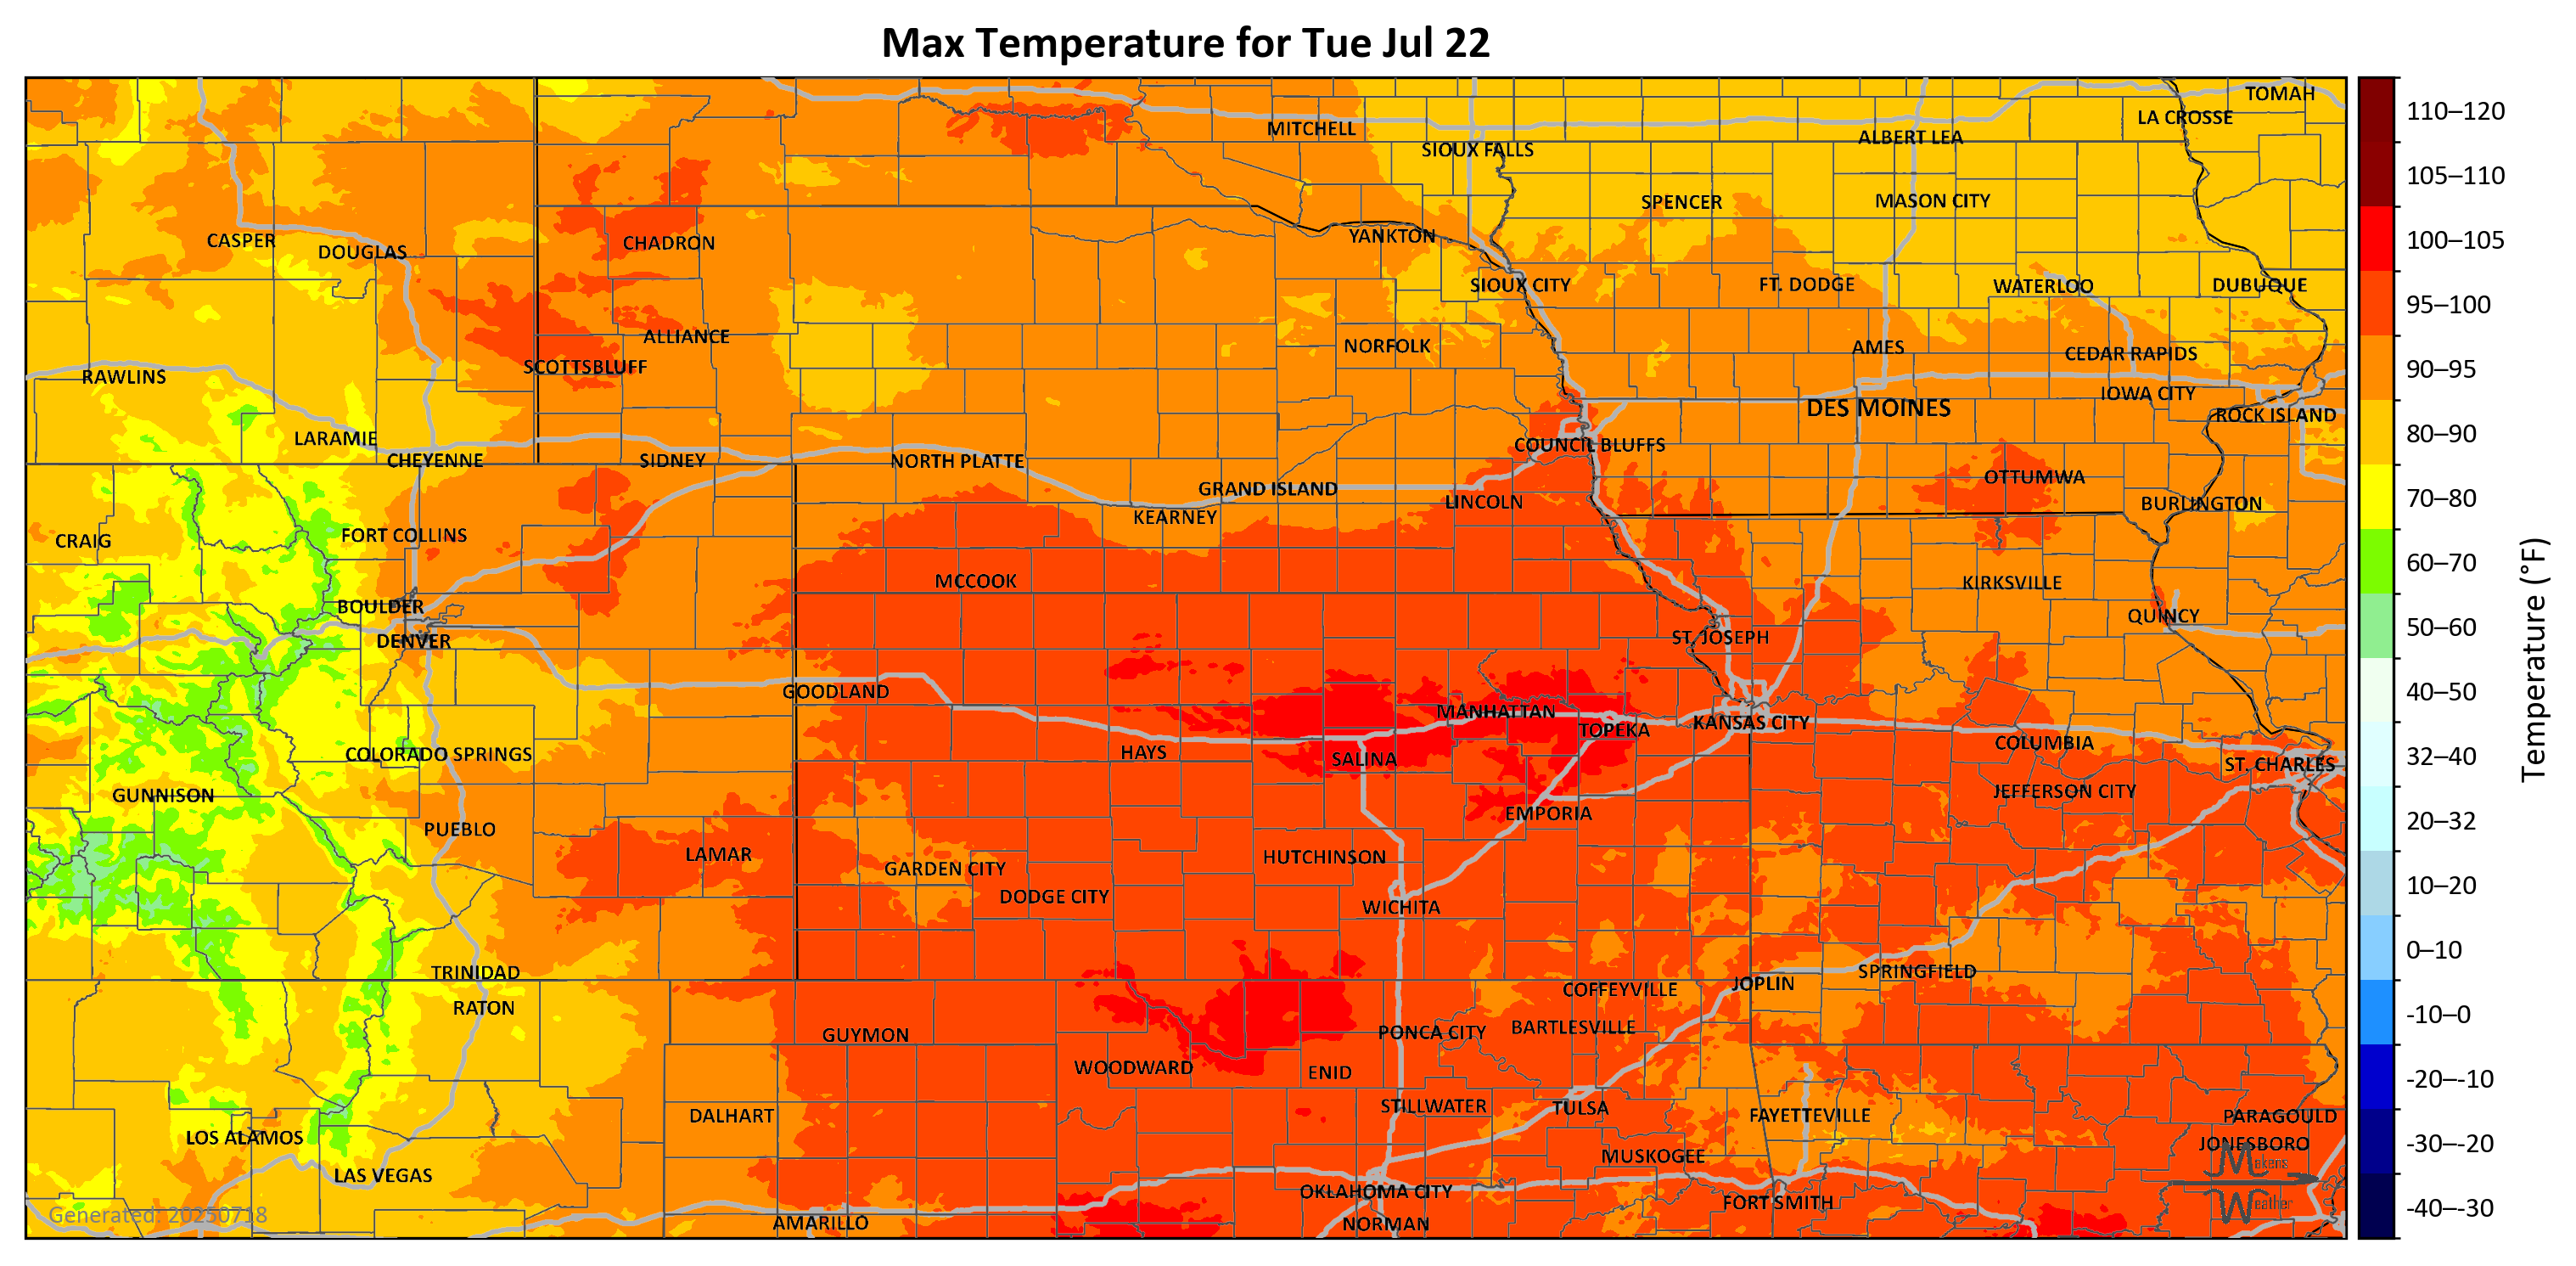 Max Temperature for Tue Jul 22
TOMAH
LA CROSSE
MITCHELL
ALBERT LEA
SIOUX FALLS
SPENCER
MASON CITY
YANKTON
CASPER
CHADRON
DOUGLAS
SIOUX CITY
FT. DODGE
WATERLOO
DUBUQUE
ALLIANCE
NORFOLK
AMES
CEDAR RAPIDS
SCOTTSBLUFF
RAWLINS
IOWA CITY
DES MOINES
ROCK ISLAND
LARAMIE
COUNCIL BLUFFS
CHEYENNE
SIDNEY
NORTH PLATTE
OTTUMWA
GRAND ISLAND
LINCOLN
BURLINGTON
KEARNEY
FORT COLLINS
CRAIG
MCCOOK
KIRKSVILLE
BOULDER
QUINCY
DENVER
ST. JOSEPH
GOODLAND
MANHATTAN
KANSAS CITY
TOPEKA
COLUMBIA
COLORADO SPRINGS
HAYS
SALINA
ST. CHARLES
GUNNISON
JEFFERSON CITY
EMPORIA
PUEBLO
LAMAR
HUTCHINSON
GARDEN CITY
DODGE CITY
WICHITA
TRINIDAD
SPRINGFIELD
JOPLIN
COFFEYVILLE
RATON
BARTLESVILLE
PONCA CITY
GUYMON
WOODWARD
ENID
STILLWATER
TULSA
DALHART
FAYETTEVILLE
PARAGOULD
LOS ALAMOS
JONESBORO
MUSKOGEE
LAS VEGAS
OKLAHOMA CITY
FORT SMITH
AMARILLO
NORMAN
Makens
Weather
Generated: 20250718
110–120
105–110
100–105
95–100
90–95
80–90
70–80
60–70
50–60
40–50
32–40
20–32
10–20
0–10
-10–0
-20–-10
-30–-20
-40–-30
Temperature (°F)